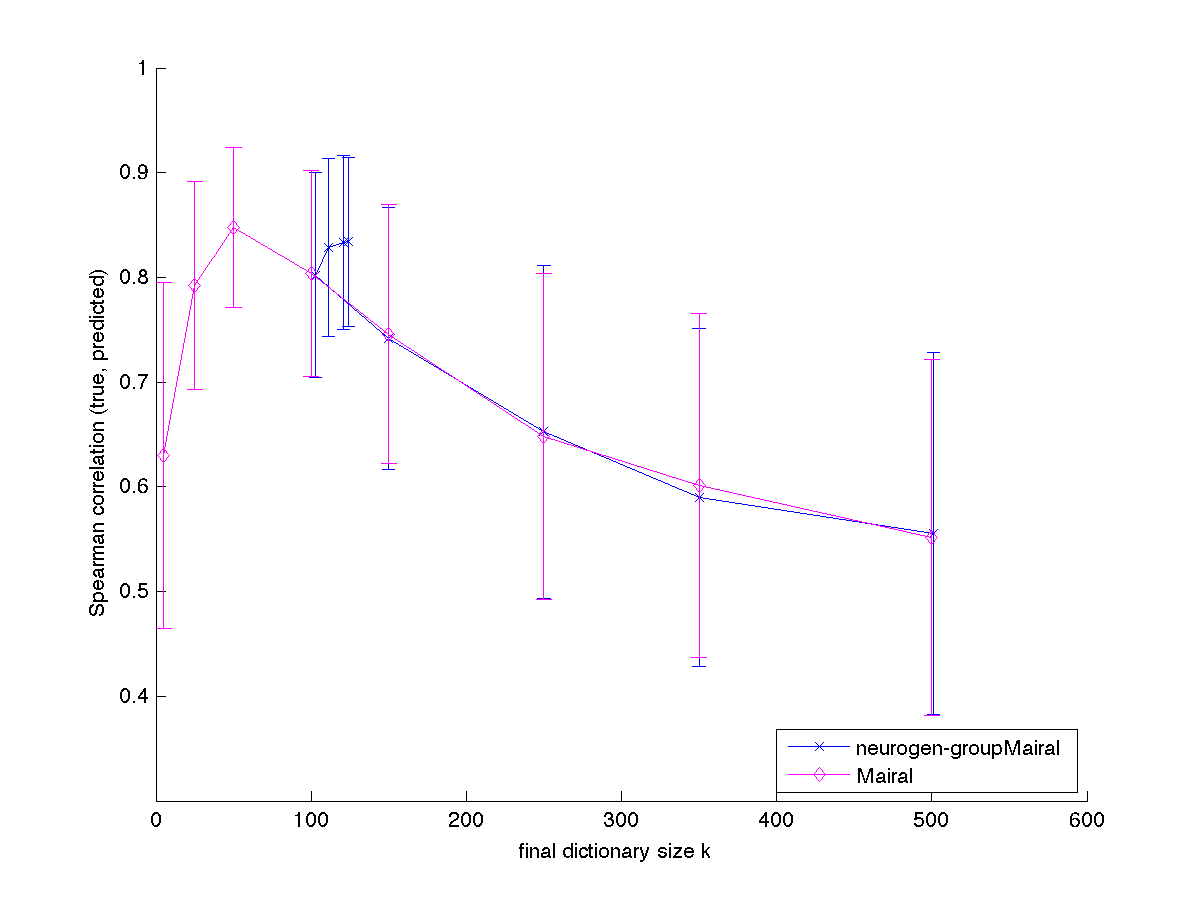 Spearman correlation (true, predicted)
1
0.9
0.8
0.7
0.6
0.5
0.4
0 100 200 300 400 500 600
final dictionary size k
neurogen-groupMairal
Mairal